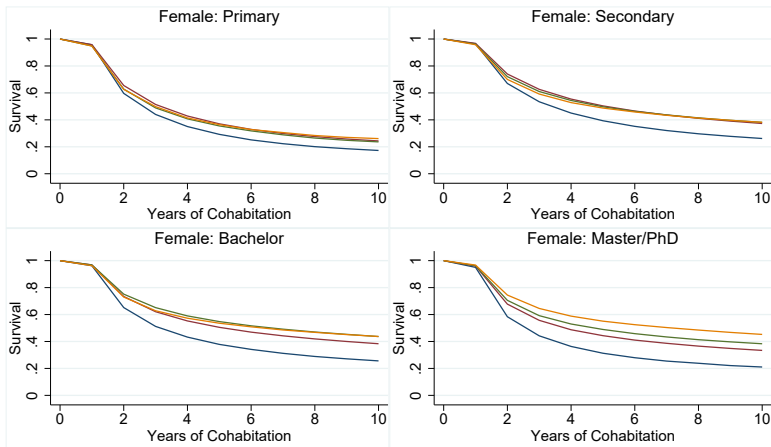 Female: Primary
Survival
1
.8
.6
.4
.2
0
0 2 4 6 8 10
Years of Cohabitation
Female: Secondary
Survival
1
.8
.6
.4
.2
0
0 2 4 6 8 10
Years of Cohabitation
Female: Bachelor
Survival
1
.8
.6
.4
.2
0
0 2 4 6 8 10
Years of Cohabitation
Female: Master/PhD
Survival
1
.8
.6
.4
.2
0
0 2 4 6 8 10
Years of Cohabitation